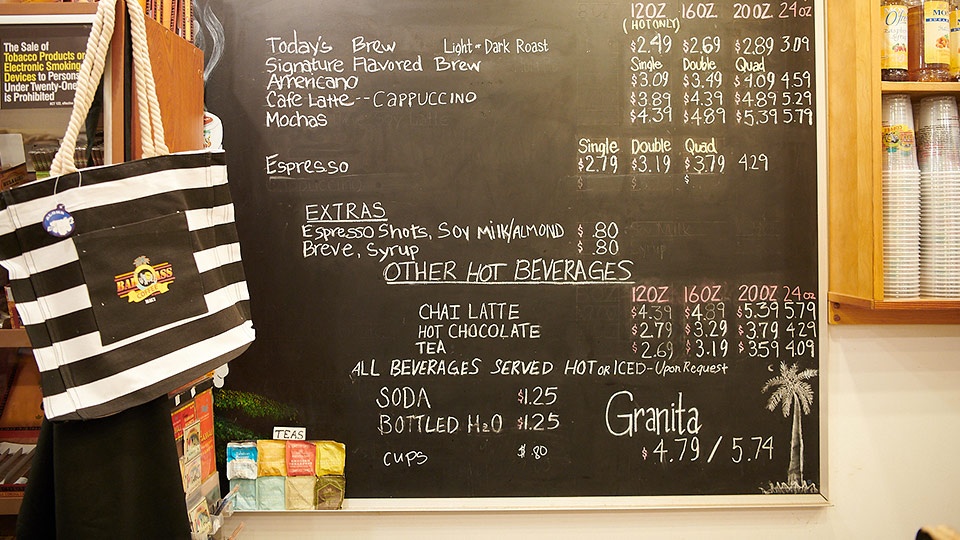 The Sale of
Tobacco Products or
Electronic Smoking
Devices to Persons
Under Twenty-One
is Prohibited
12OZ. 16OZ. 20OZ. 24OZ
(HOT ONLY)
Today's Brew Light or Dark Roast $2.49 $2.69 $2.89 3.09
Signature Flavored Brew Single Double Quad
Americano $3.09 $3.49 $4.09 4.59
Cafe Latte--Cappuccino $3.89 $4.39 $4.89 5.29
Mochas $4.39 $4.89 $5.39 5.79
Single Double Quad
Espresso $2.79 $3.19 $3.79 4.29
$ $ $
EXTRAS
Espresso Shots, Soy Milk/ALMOND $ .80
Breve, Syrup $ .80
OTHER HOT BEVERAGES
12OZ 16OZ 20OZ 24OZ
CHAI LATTE $4.39 $4.89 $5.39 5.79
HOT CHOCOLATE $2.79 $3.29 $3.79 4.29
TEA $2.69 $3.19 $3.59 4.09
ALL BEVERAGES SERVED HOT or ICED-Upon Request
SODA $1.25
BOTTLED H2O $1.25
CUPS $ .80
Granita
$4.79 / 5.74
TEAS
BAD ASS
COFFEE